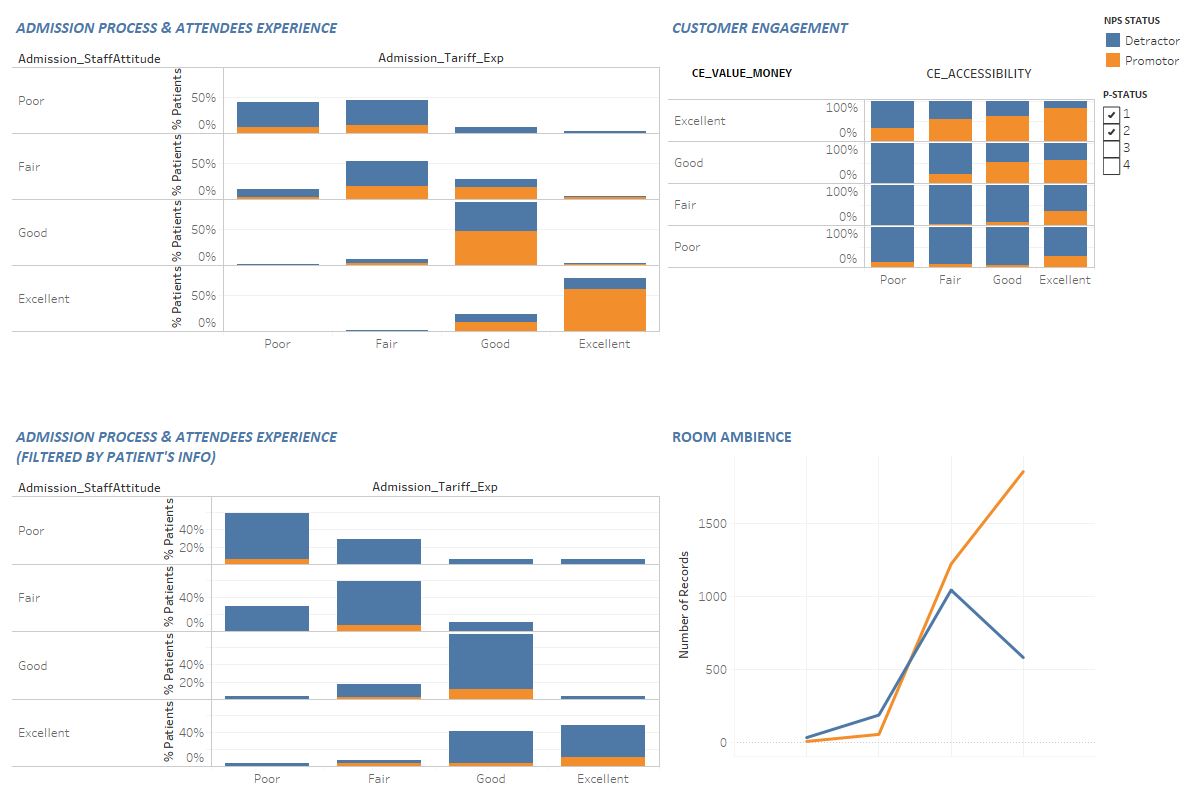 ADMISSION PROCESS & ATTENDEES EXPERIENCE
Admission_StaffAttitude
Admission_Tariff_Exp
Poor
% Patients
50%
0%
Fair
% Patients
50%
0%
Good
% Patients
50%
0%
Excellent
% Patients
50%
0%
Poor
Fair
Good
Excellent
CUSTOMER ENGAGEMENT
CE_VALUE_MONEY
CE_ACCESSIBILITY
Excellent
100%
0%
Good
100%
0%
Fair
100%
0%
Poor
100%
0%
Poor
Fair
Good
Excellent
NPS STATUS
Detractor
Promotor
P-STATUS
1
2
3
4
ADMISSION PROCESS & ATTENDEES EXPERIENCE
(FILTERED BY PATIENT'S INFO)
Admission_StaffAttitude
Admission_Tariff_Exp
Poor
% Patients
40%
20%
Fair
% Patients
40%
0%
Good
% Patients
40%
20%
Excellent
% Patients
40%
0%
Poor
Fair
Good
Excellent
ROOM AMBIENCE
Number of Records
1500
1000
500
0